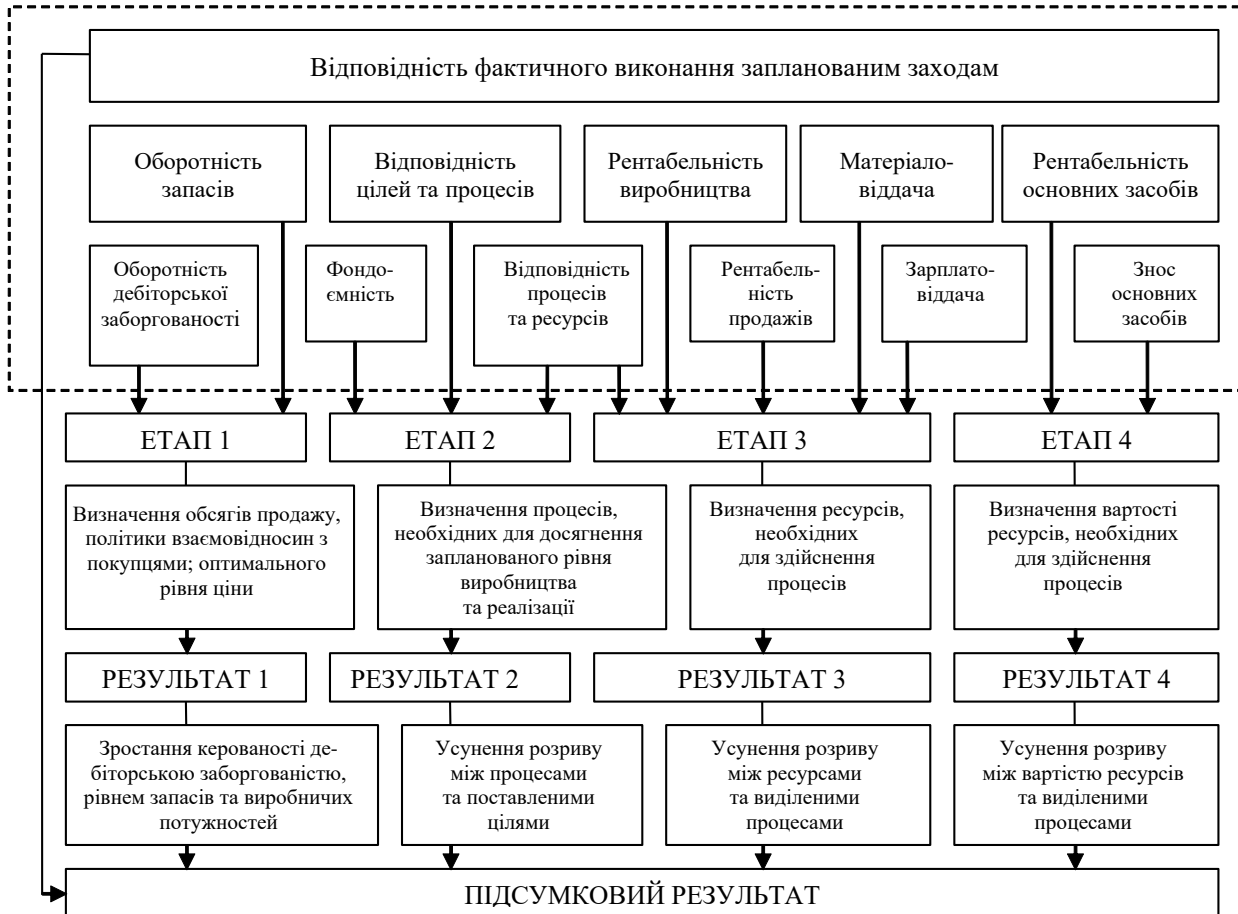 Відповідність фактичного виконання запланованим заходам
Оборотність
запасів
Відповідність
цілей та процесів
Рентабельність
виробництва
Матеріало-
віддача
Рентабельність
основних засобів
Оборотність
дебіторської
заборгованості
Фондо-
ємність
Відповідність
процесів
та ресурсів
Рентабель-
ність
продажів
Зарплато-
віддача
Знос
основних
засобів
ЕТАП 1
ЕТАП 2
ЕТАП 3
ЕТАП 4
Визначення обсягів продажу,
політики взаємовідносин з
покупцями; оптимального
рівня ціни
Визначення процесів,
необхідних для досягнення
запланованого рівня
виробництва
та реалізації
Визначення ресурсів,
необхідних
для здійснення
процесів
Визначення вартості
ресурсів, необхідних
для здійснення
процесів
РЕЗУЛЬТАТ 1
РЕЗУЛЬТАТ 2
РЕЗУЛЬТАТ 3
РЕЗУЛЬТАТ 4
Зростання керованості де-
біторською заборгованістю,
рівнем запасів та виробничих
потужностей
Усунення розриву
між процесами
та поставленими
цілями
Усунення розриву
між ресурсами
та виділеними
процесами
Усунення розриву
між вартістю ресурсів
та виділеними
процесами
ПІДСУМКОВИЙ РЕЗУЛЬТАТ